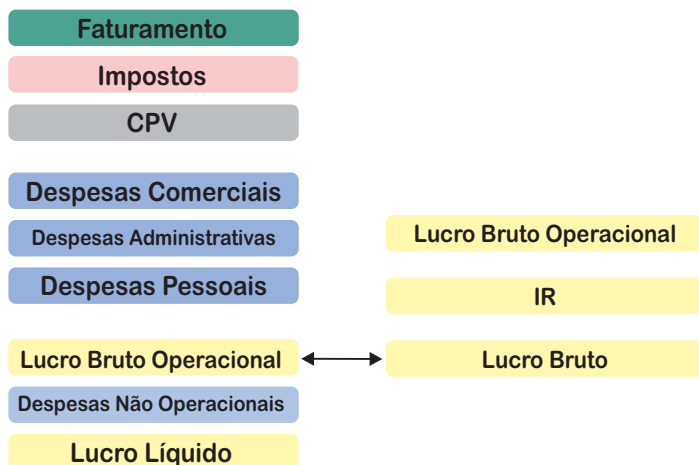 Faturamento
Impostos
CPV
Despesas Comerciais
Despesas Administrativas
Despesas Pessoais
Lucro Bruto Operacional
Despesas Não Operacionais
Lucro Líquido
Lucro Bruto Operacional
IR
Lucro Bruto